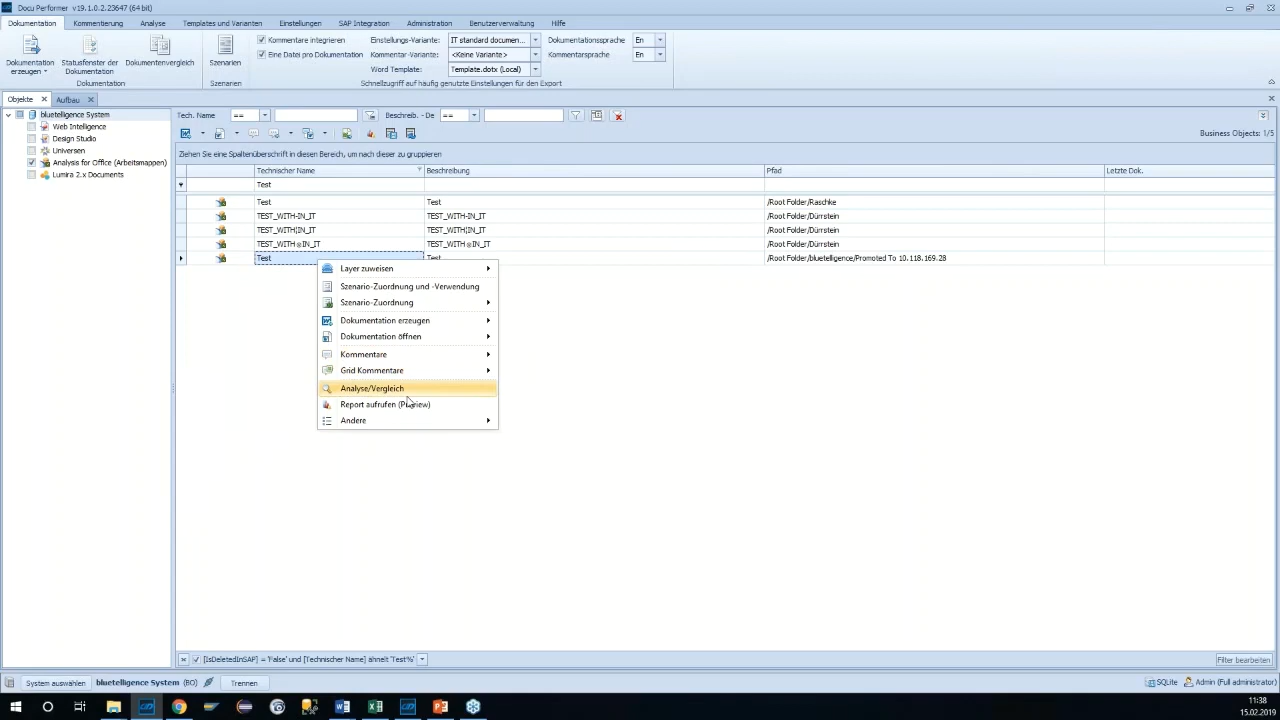 Docu Performer v19.1.0.2.23647 (64 bit)
Dokumentation Kommentierung Analyse Templates und Varianten Einstellungen SAP Integration Administration Benutzerverwaltung Hilfe
Dokumentation erzeugen
Statusfenster der Dokumentation
Dokumentenvergleich
Szenarien
Kommentare integrieren
Eine Datei pro Dokumentation
Einstellungs-Variante: IT standard documen...
Kommentar-Variante: <Keine Variante>
Word Template: Template.dotx (Local)
Dokumentationssprache En
Kommentarsprache En
Dokumentation Szenarien Schnellzugriff auf häufig genutzte Einstellungen für den Export
Objekte Aufbau
bluetelligence System
Web Intelligence
Design Studio
Universen
Analysis for Office (Arbeitsmappen)
Lumira 2.x Documents
Tech. Name == Beschreib. - De ==
Business Objects: 1/5
Ziehen Sie eine Spaltenüberschrift in diesen Bereich, um nach dieser zu gruppieren
Technischer Name Beschreibung Pfad Letzte Dok.
Test
Test Test /Root Folder/Raschke
TEST_WITH-IN_IT TEST_WITH-IN_IT /Root Folder/Dürrstein
TEST_WITH¦IN_IT TEST_WITH¦IN_IT /Root Folder/Dürrstein
TEST_WITH⊗IN_IT TEST_WITH⊗IN_IT /Root Folder/Dürrstein
Test Test /Root Folder/bluetelligence/Promoted To 10.118.169.28
Layer zuweisen
Szenario-Zuordnung und -Verwendung
Szenario-Zuordnung
Dokumentation erzeugen
Dokumentation öffnen
Kommentare
Grid Kommentare
Analyse/Vergleich
Report aufrufen (Preview)
Andere
[IsDeletedInSAP] = 'False' und [Technischer Name] ähnelt 'Test%'
Filter bearbeiten
System auswählen bluetelligence System (BO) Trennen
SQLite Admin (Full administrator)
11:38
15.02.2019